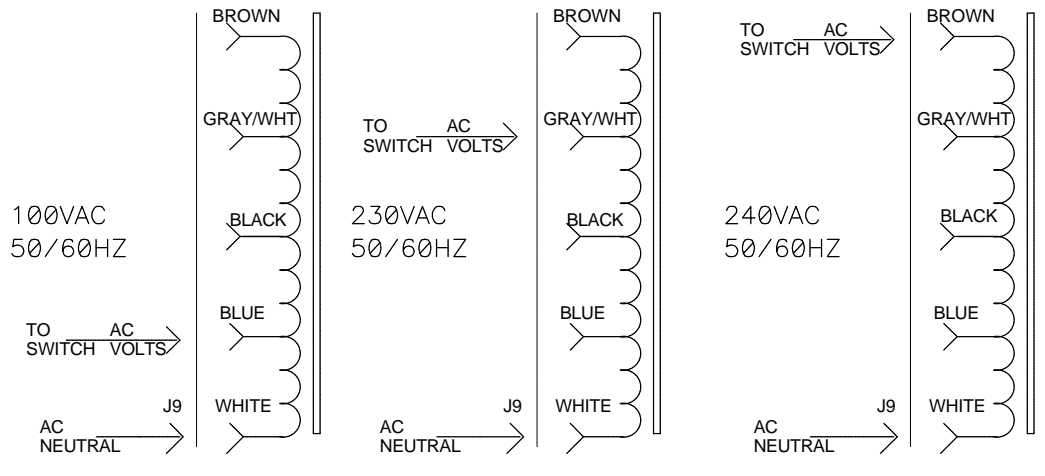 BROWN
GRAY/WHT
BLACK
100VAC
50/60HZ
BLUE
TO AC
SWITCH VOLTS
J9
WHITE
AC
NEUTRAL
BROWN
GRAY/WHT
TO AC
SWITCH VOLTS
BLACK
230VAC
50/60HZ
BLUE
J9
WHITE
AC
NEUTRAL
BROWN
TO AC
SWITCH VOLTS
GRAY/WHT
BLACK
240VAC
50/60HZ
BLUE
J9
WHITE
AC
NEUTRAL